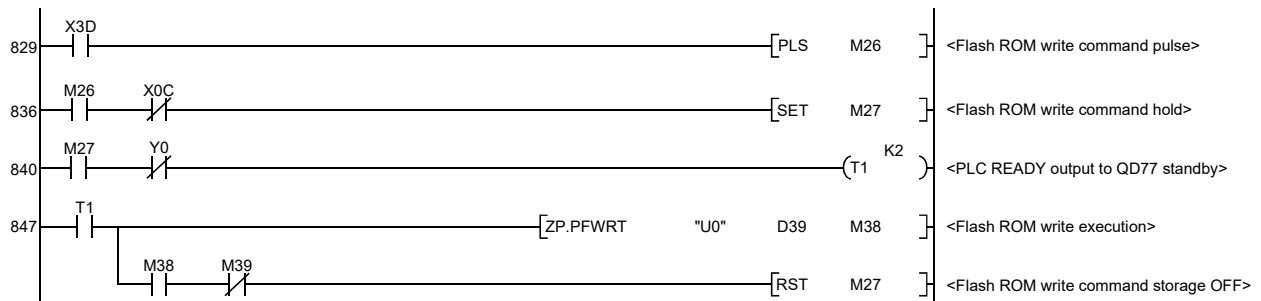 X3D
829 PLS M26 <Flash ROM write command pulse>
M26 X0C
836 SET M27 <Flash ROM write command hold>
M27 Y0 K2
840 T1 <PLC READY output to QD77 standby>
T1
847 ZP.PFWRT "U0" D39 M38 <Flash ROM write execution>
M38 M39
RST M27 <Flash ROM write command storage OFF>